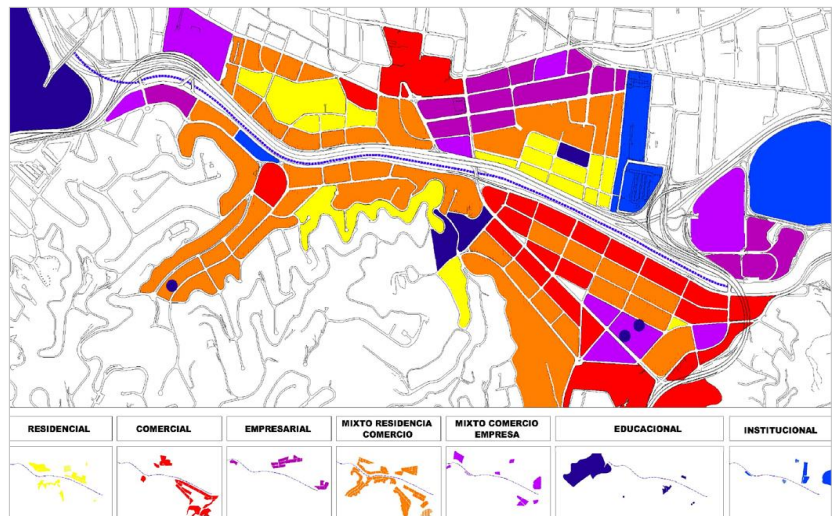 RESIDENCIAL
COMERCIAL
EMPRESARIAL
MIXTO RESIDENCIA
COMERCIO
MIXTO COMERCIO
EMPRESA
EDUCACIONAL
INSTITUCIONAL